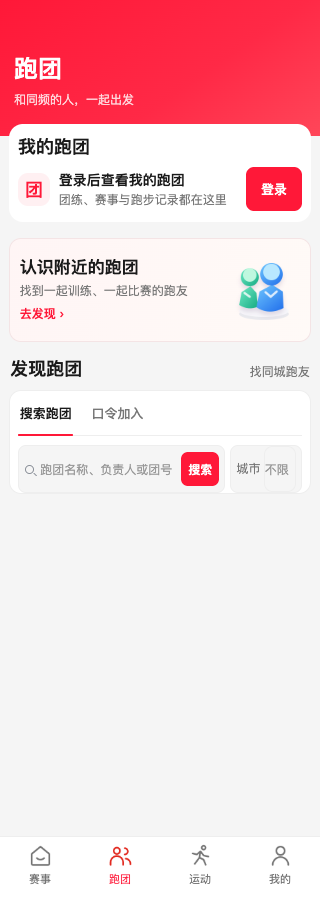 跑团
和同频的人，一起出发
我的跑团
团
登录后查看我的跑团
团练、赛事与跑步记录都在这里
登录
认识附近的跑团
找到一起训练、一起比赛的跑友
去发现 ›
发现跑团
找同城跑友
搜索跑团
口令加入
跑团名称、负责人或团号
搜索
城市
不限
赛事
跑团
运动
我的